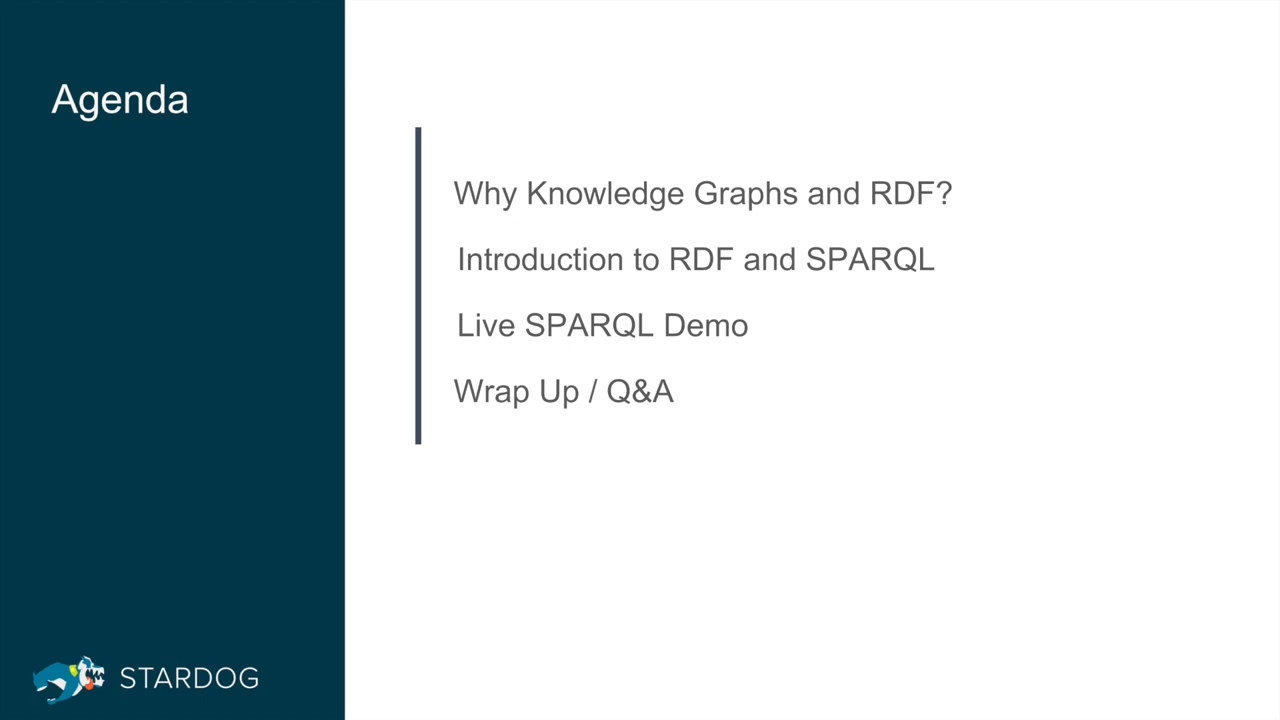 Agenda
Why Knowledge Graphs and RDF?
Introduction to RDF and SPARQL
Live SPARQL Demo
Wrap Up / Q&A
STARDOG